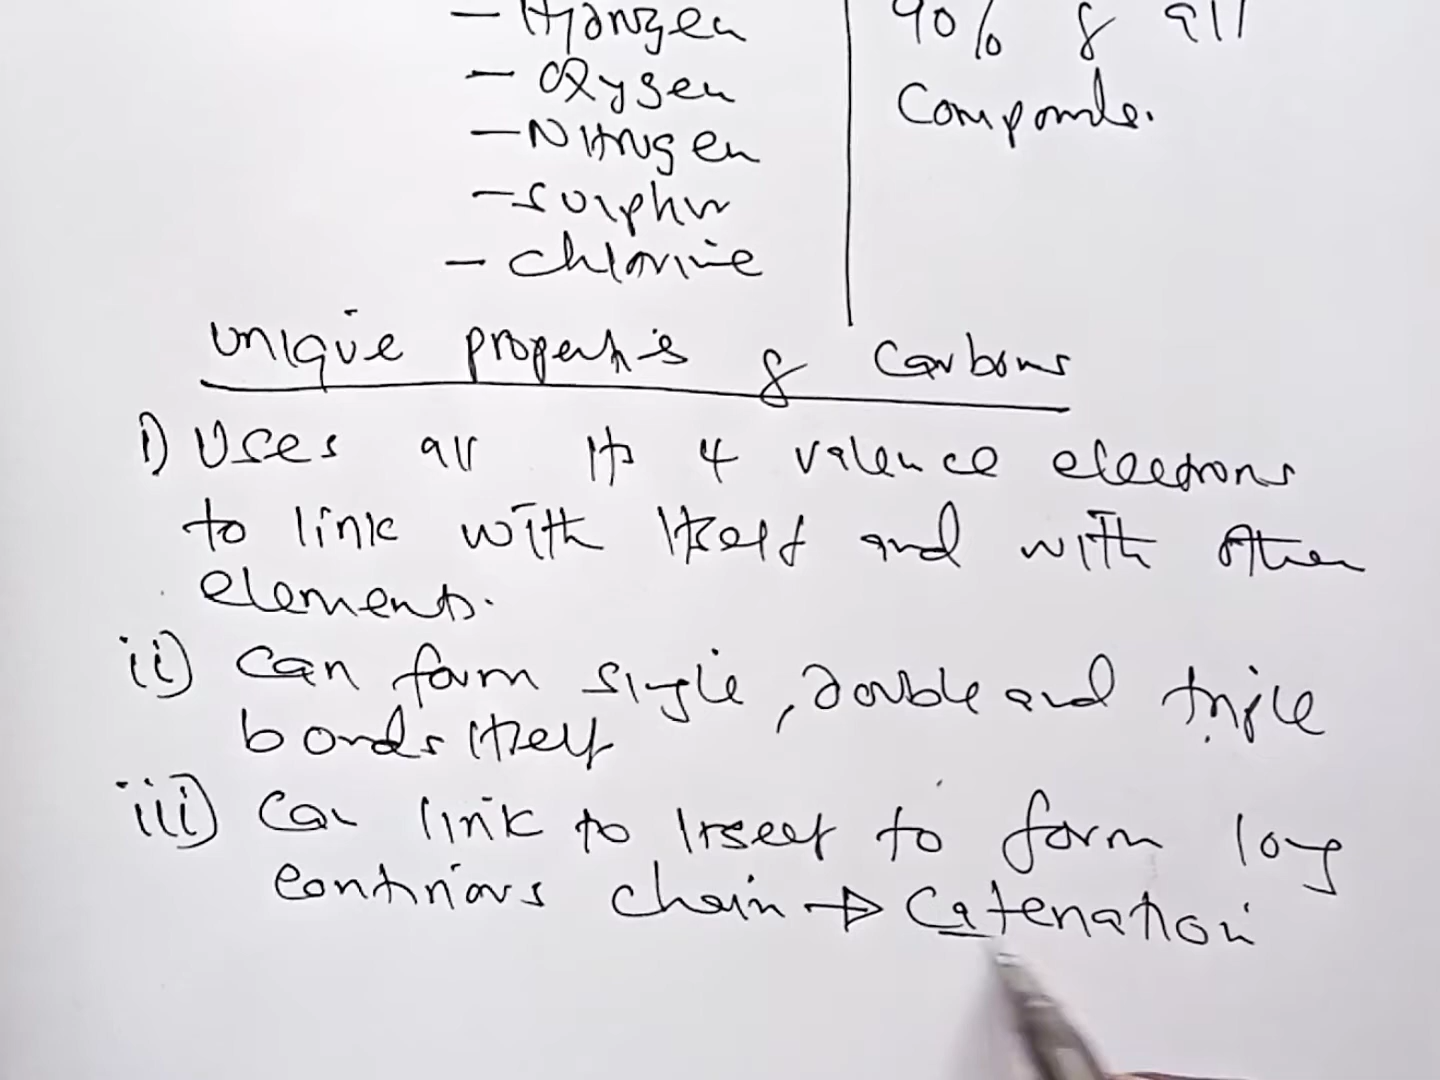 - Hydrogen
- Oxygen
- Nitrogen
- Sulphur
- Chlorine
90% of all
Compounds.
Unique properties of Carbons
i) Uses all its 4 valence electrons
to link with itself and with other
elements.
ii) Can form single, double and triple
bonds itself
iii) Can link to itself to form long
continous chain → Catenation